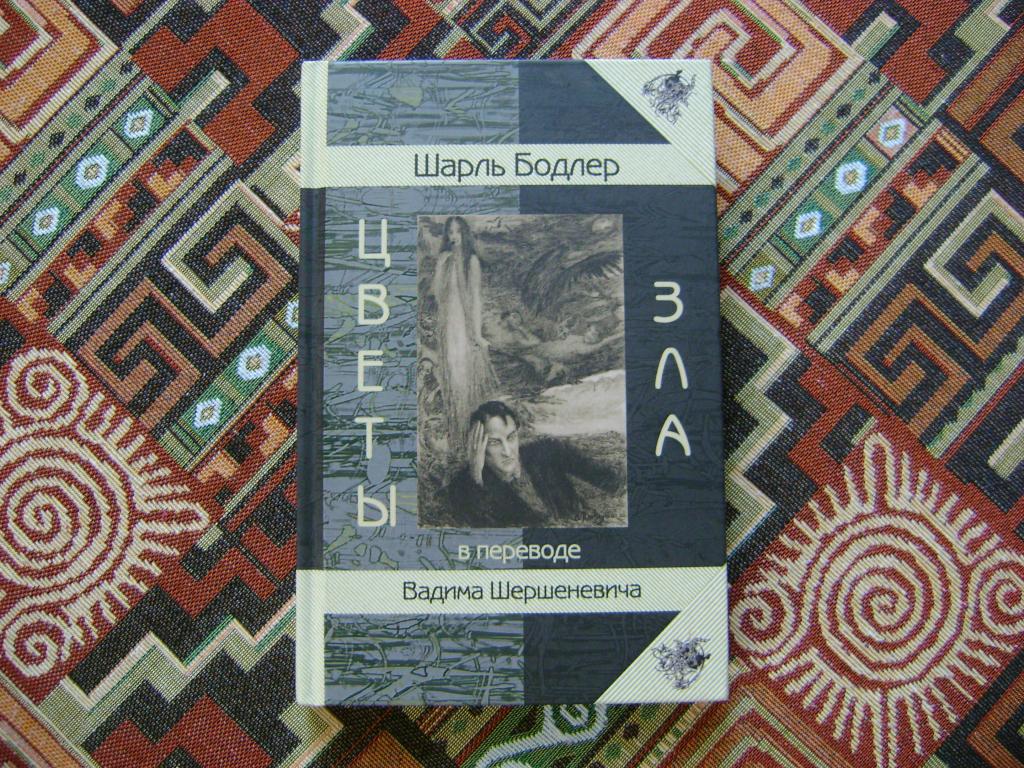 Шарль Бодлер
ЦВЕТЫ
ЗЛА
в переводе
Вадима Шершеневича